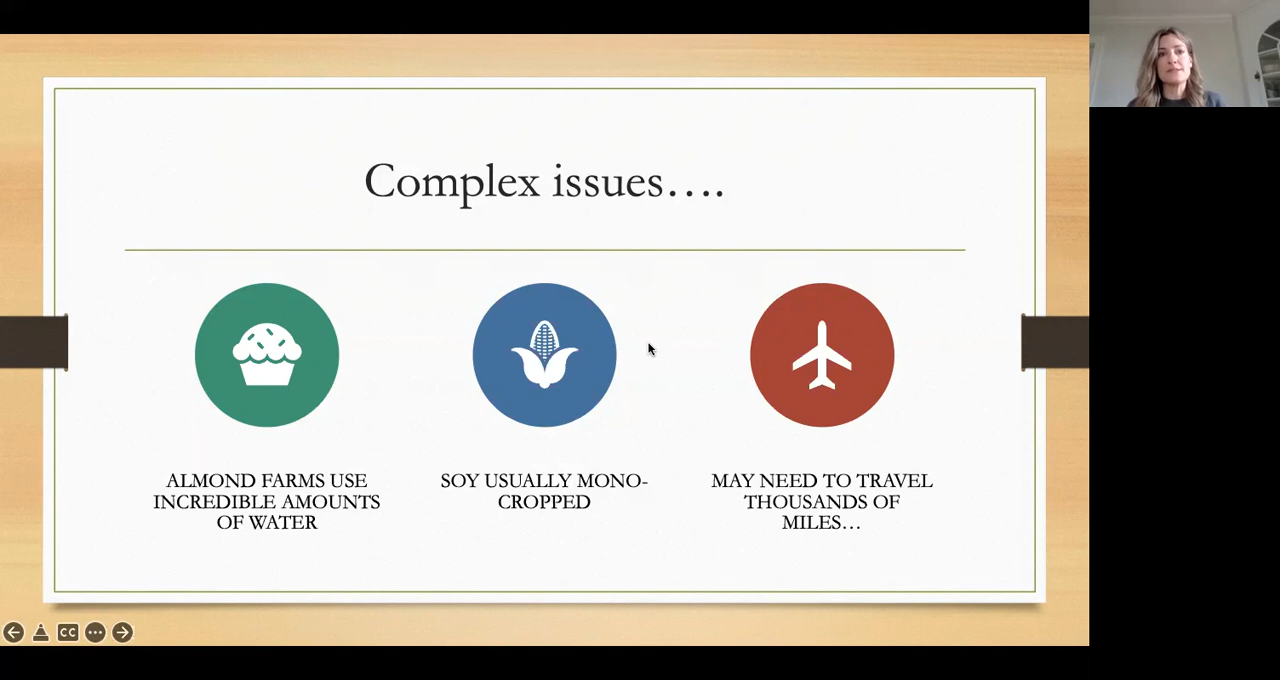 Complex issues….
ALMOND FARMS USE
INCREDIBLE AMOUNTS
OF WATER
SOY USUALLY MONO-
CROPPED
MAY NEED TO TRAVEL
THOUSANDS OF
MILES…
CC